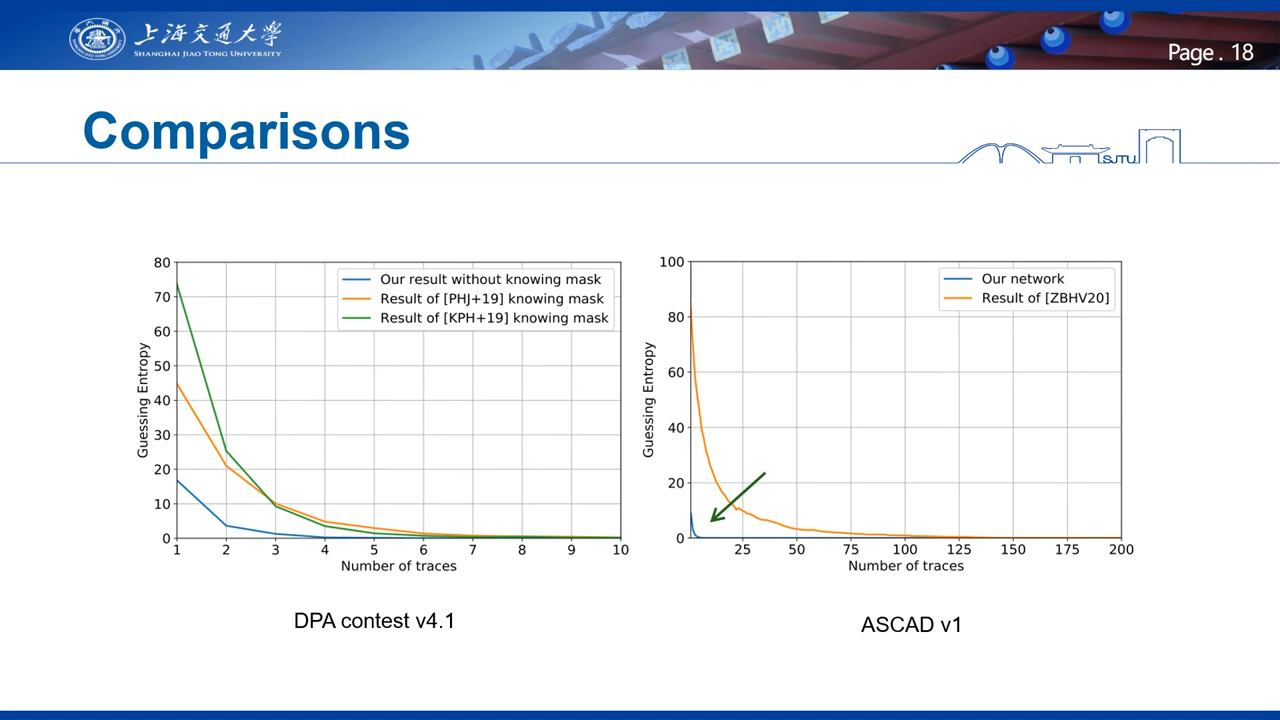 上海交通大学
SHANGHAI JIAO TONG UNIVERSITY
Page . 18
Comparisons
SJTU
80
70
60
50
40
30
20
10
0
Guessing Entropy
Our result without knowing mask
Result of [PHJ+19] knowing mask
Result of [KPH+19] knowing mask
1 2 3 4 5 6 7 8 9 10
Number of traces
DPA contest v4.1
100
80
60
40
20
0
Guessing Entropy
Our network
Result of [ZBHV20]
25 50 75 100 125 150 175 200
Number of traces
ASCAD v1